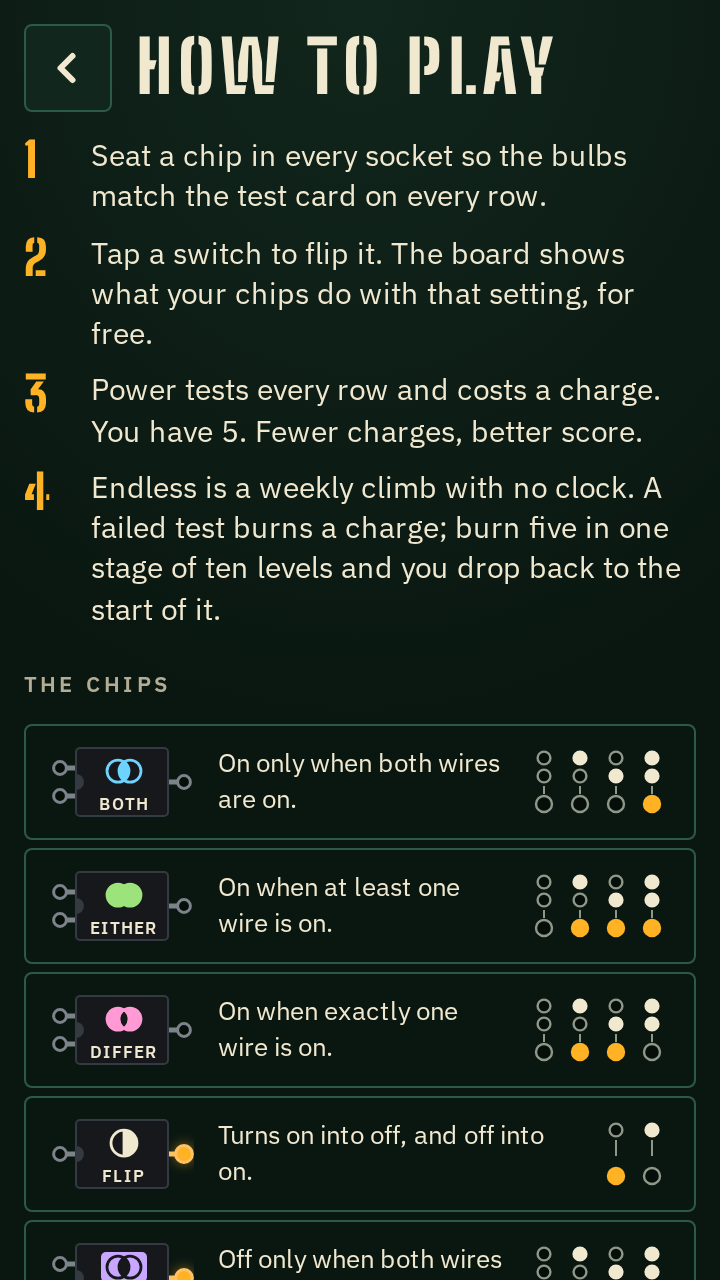 HOW TO PLAY
1 Seat a chip in every socket so the bulbs
match the test card on every row.
2 Tap a switch to flip it. The board shows
what your chips do with that setting, for
free.
3 Power tests every row and costs a charge.
You have 5. Fewer charges, better score.
4 Endless is a weekly climb with no clock. A
failed test burns a charge; burn five in one
stage of ten levels and you drop back to the
start of it.
THE CHIPS
BOTH
On only when both wires
are on.
EITHER
On when at least one
wire is on.
DIFFER
On when exactly one
wire is on.
FLIP
Turns on into off, and off into
on.
Off only when both wires